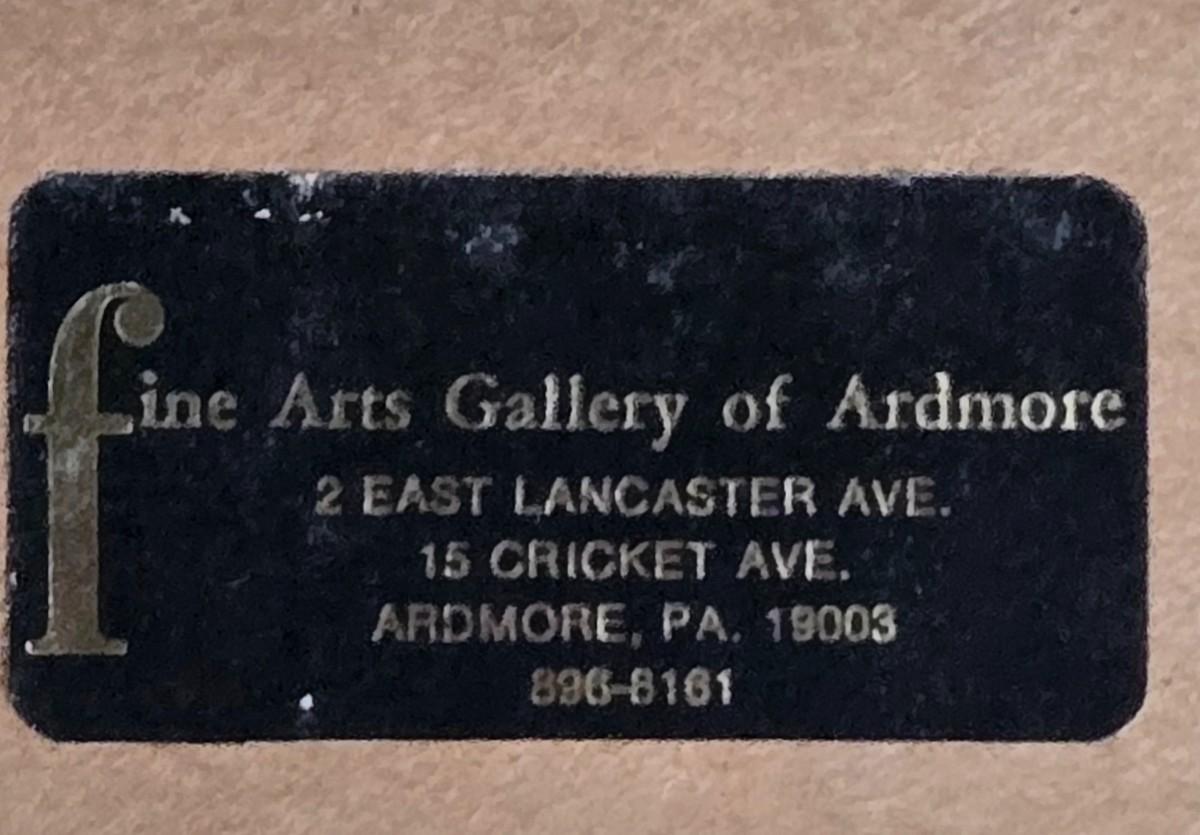 fine Arts Gallery of Ardmore
2 EAST LANCASTER AVE.
15 CRICKET AVE.
ARDMORE, PA. 19003
896-8161